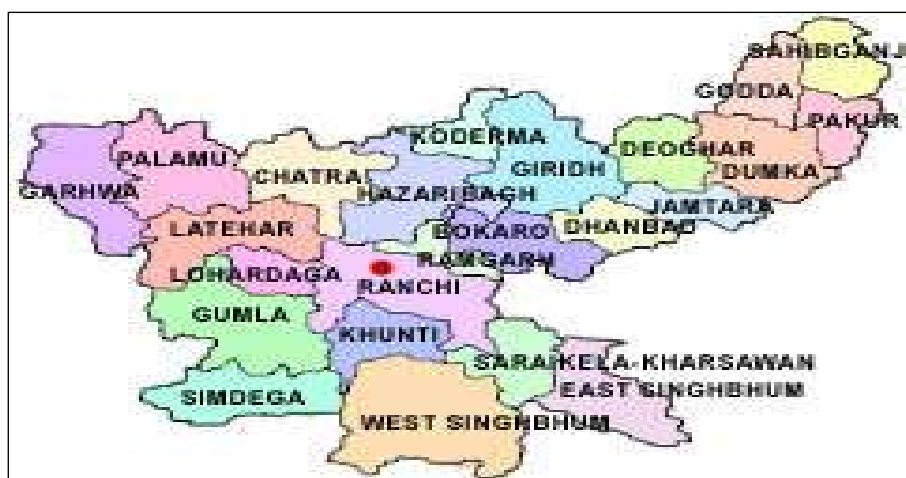 SAHIBGANJ
GODDA
PAKUR
KODERMA
DEOGHAR
PALAMU
GIRIDH
DUMKA
CHATRA
GARHWA
HAZARIBAGH
JAMTARA
LATEHAR
BOKARO
DHANBAD
RAMGARH
LOHARDAGA
RANCHI
GUMLA
KHUNTI
SARAIKELA-KHARSAWAN
EAST SINGHBHUM
SIMDEGA
WEST SINGHBHUM